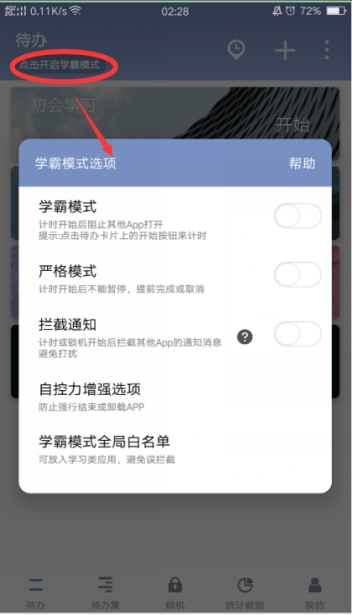 0.11K/s
02:28
72%
待办
点击开启学霸模式
初会学习
开始
学霸模式选项
帮助
学霸模式
计时开始后阻止其他App打开
提示:点击待办卡片上的开始按钮来计时
严格模式
计时开始后不能暂停，提前完成或取消
拦截通知
计时或锁机开始后拦截其他App的通知消息
避免打扰
?
自控力增强选项
防止强行结束或卸载APP
学霸模式全局白名单
可放入学习类应用，避免误拦截
待办
待办集
锁机
统计数据
我的